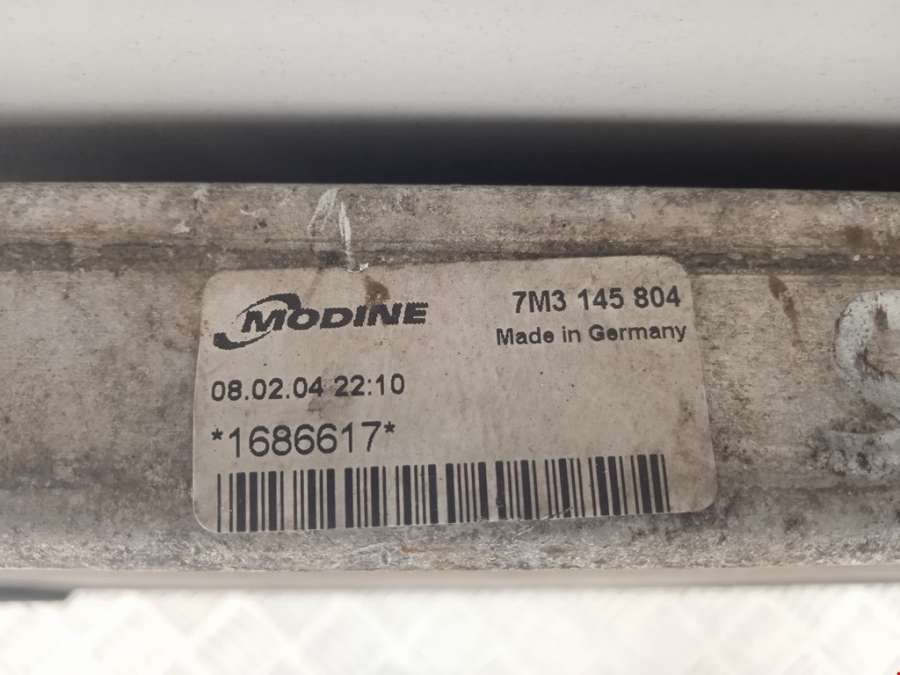 MODINE
7M3 145 804
Made in Germany
08.02.04 22:10
*1686617*